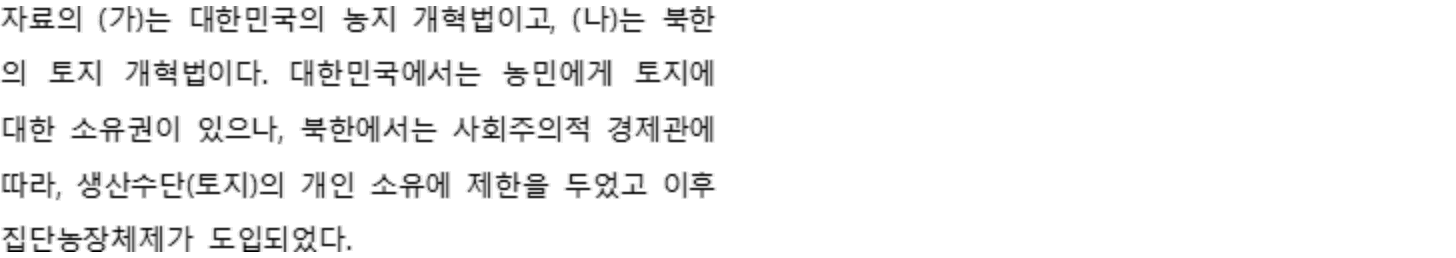 자료의 (가)는 대한민국의 농지 개혁법이고, (나)는 북한
의 토지 개혁법이다. 대한민국에서는 농민에게 토지에
대한 소유권이 있으나, 북한에서는 사회주의적 경제관에
따라, 생산수단(토지)의 개인 소유에 제한을 두었고 이후
집단농장체제가 도입되었다.